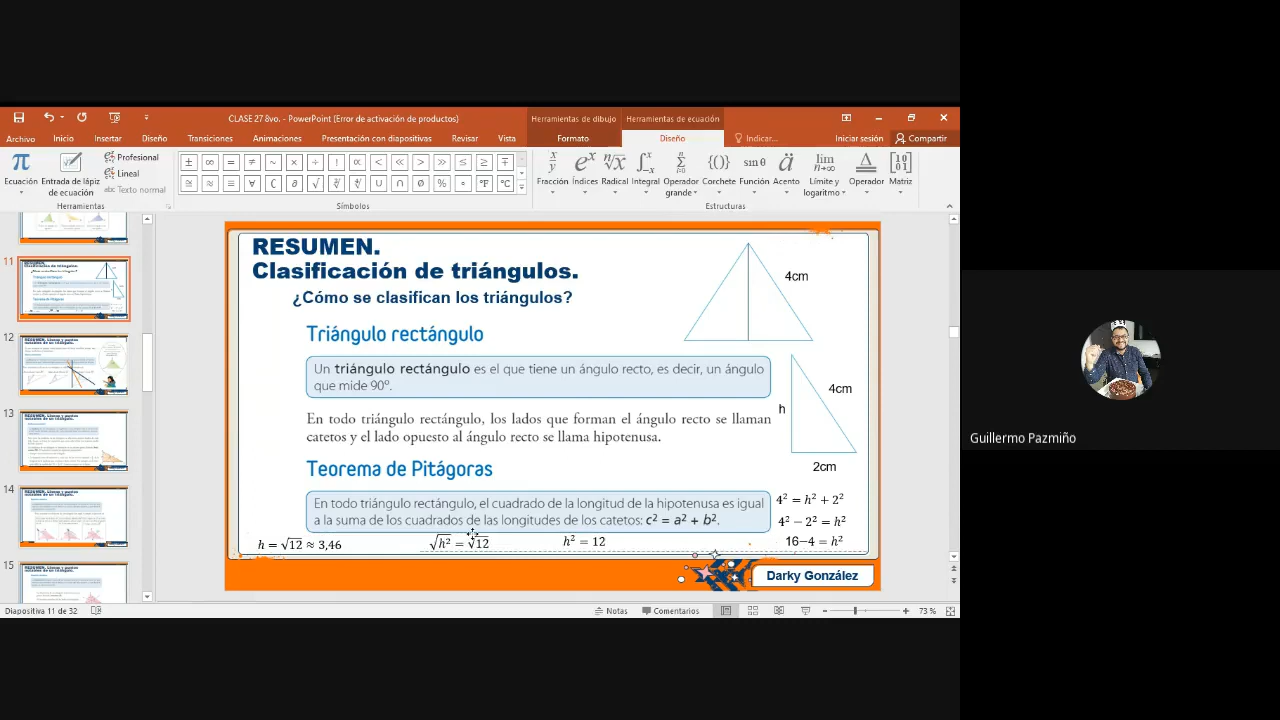 CLASE 27 8vo. - PowerPoint (Error de activación de productos)
Herramientas de dibujo
Herramientas de ecuación
Archivo Inicio Insertar Diseño Transiciones Animaciones Presentación con diapositivas Revisar Vista Formato Diseño Indicar... Iniciar sesión Compartir
Profesional
Lineal
abc Texto normal
Ecuación Entrada de lápiz de ecuación
Fracción Índices Radical Integral Operador grande Corchete Función Acento Límite y logaritmo Operador Matriz
Herramientas Símbolos Estructuras
11
12
13
14
15
RESUMEN.
Clasificación de triángulos.
¿Cómo se clasifican los triángulos?
4cm
Triángulo rectángulo
Un triángulo rectángulo es el que tiene un ángulo recto, es decir, un ángulo
que mide 90º.
4cm
h
2cm
En todo triángulo rectángulo, los lados que forman el ángulo recto se llaman
catetos y el lado opuesto al ángulo recto se llama hipotenusa.
Teorema de Pitágoras
En todo triángulo rectángulo, el cuadrado de la longitud de la hipotenusa es igual
a la suma de los cuadrados de las longitudes de los catetos: c² = a² + b².
4² = h² + 2²
4² − 2² = h²
16−4 = h²
h² = 12
√h² = √12
h = √12 ≈ 3,46
Darky González
Diapositiva 11 de 32 Notas Comentarios 73 %
Guillermo Pazmiño